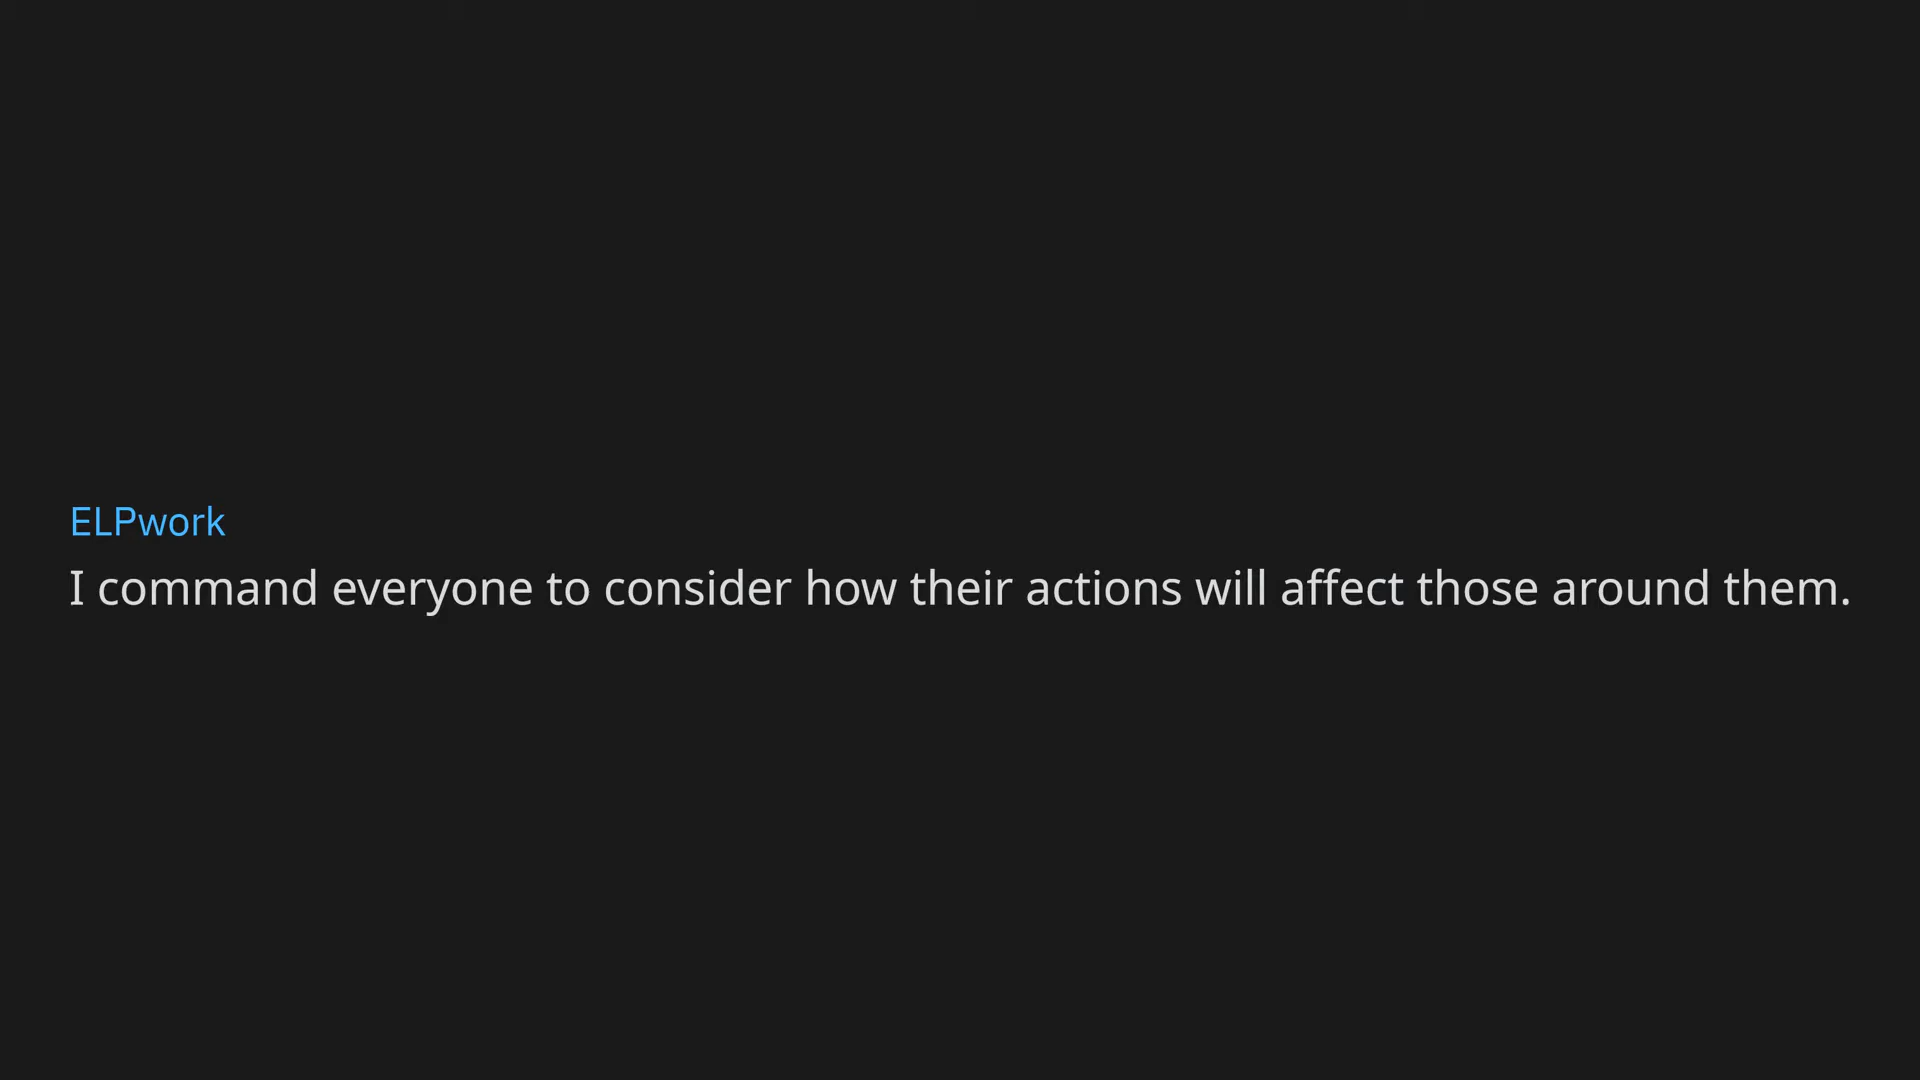 ELPwork
I command everyone to consider how their actions will affect those around them.